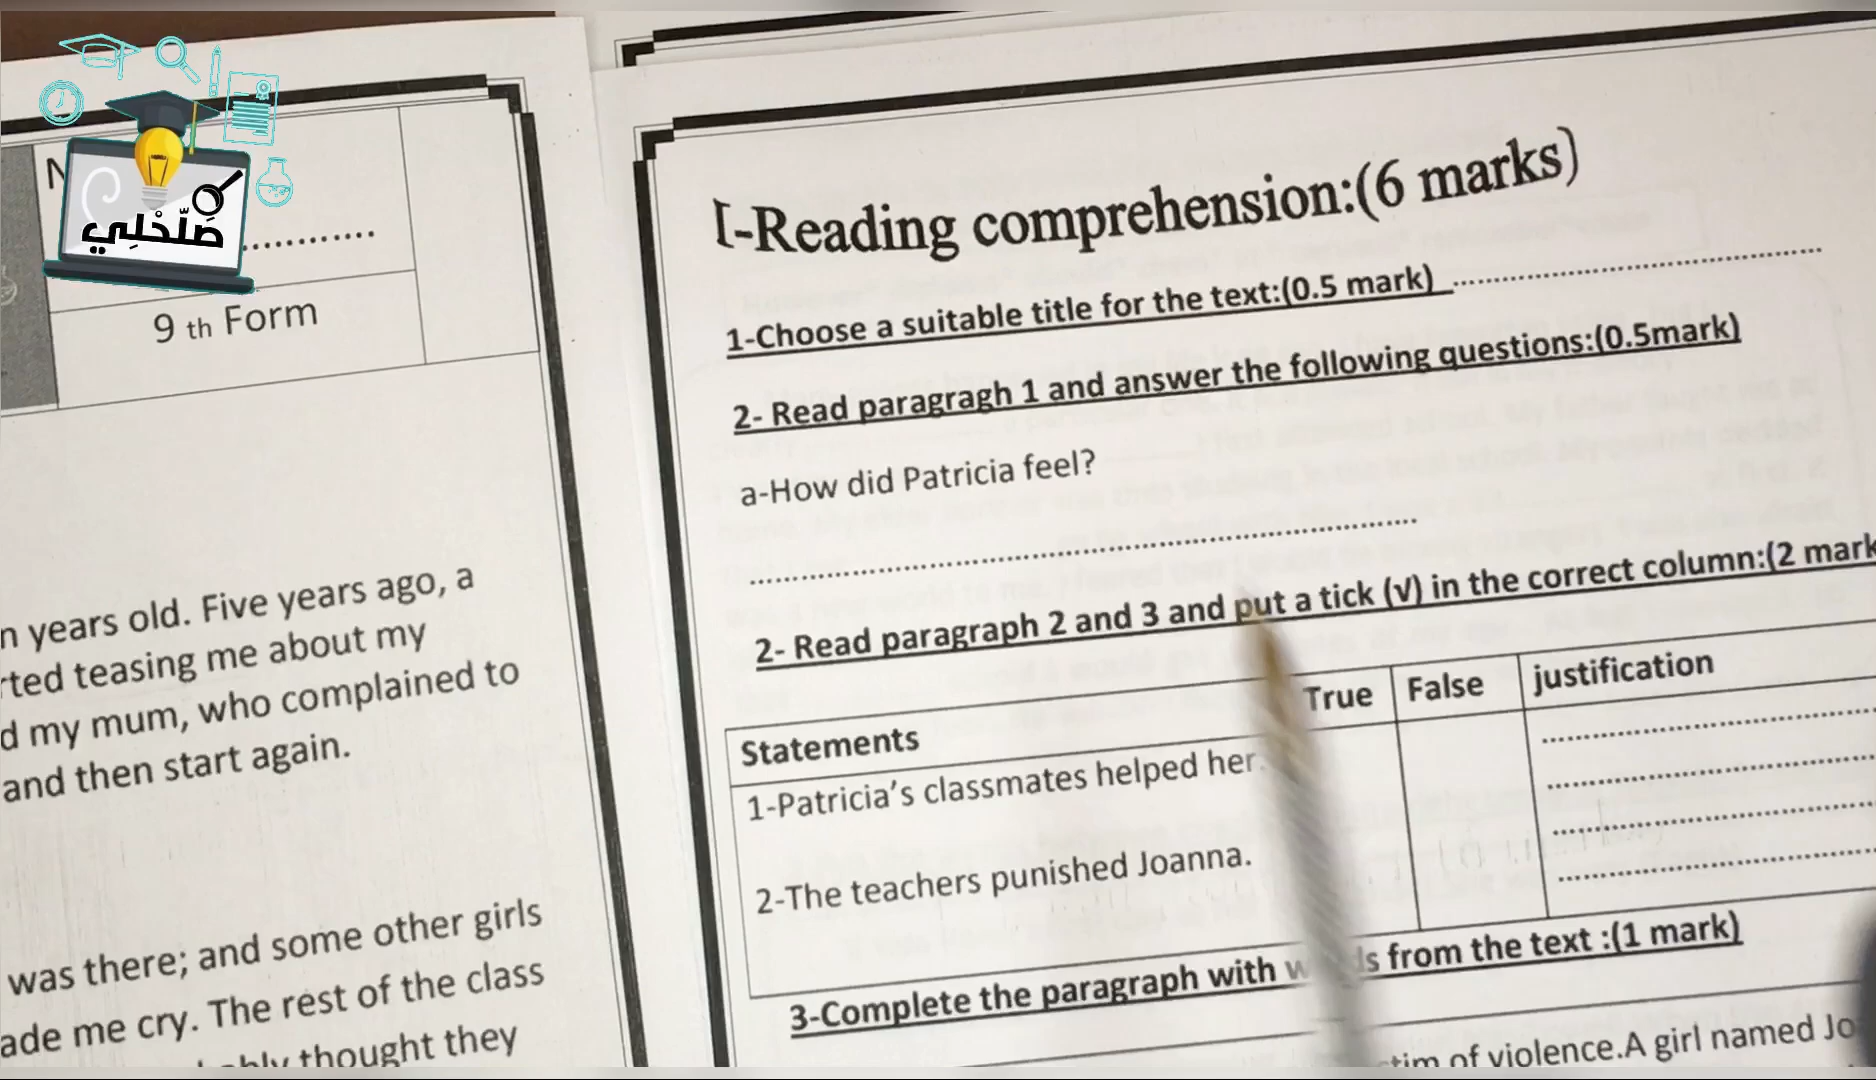 صَلَّحْلِي
............
9 th Form
n years old. Five years ago, a
rted teasing me about my
d my mum, who complained to
and then start again.
was there; and some other girls
ade me cry. The rest of the class
thought they
I-Reading comprehension:(6 marks)
1-Choose a suitable title for the text:(0.5 mark) ............................................
2- Read paragragh 1 and answer the following questions:(0.5mark)
a-How did Patricia feel?
................................................................................
2- Read paragraph 2 and 3 and put a tick (√) in the correct column:(2 mark
Statements True False justification
1-Patricia's classmates helped her.
2-The teachers punished Joanna.
3-Complete the paragraph with from the text :(1 mark)
tim of violence.A girl named Jo